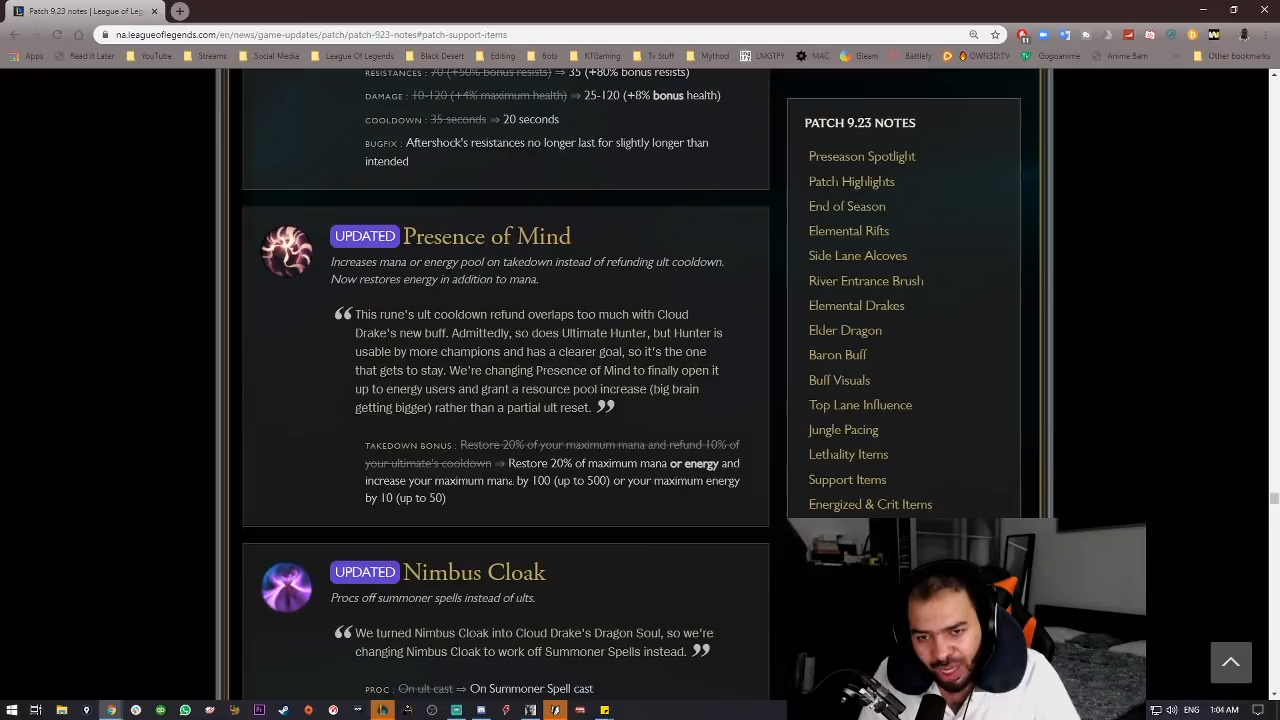 Patch 9.23 notes | League of Leg
na.leagueoflegends.com/en/news/game-updates/patch/patch-923-notes#patch-support-items
Apps Read It Later YouTube Streams Social League Of Legends Black Desert Editing Bots KTGaming Tv Stuff Mythod LMGTFY MAC Gleam Battlefy OWN3D:TV Gogoanime Anime Bam Other bookmarks
RESISTANCES : 70 (+50% bonus resists) ⇒ 35 (+80% bonus resists)
DAMAGE : 10-120 (+4% maximum health) ⇒ 25-120 (+8% bonus health)
COOLDOWN : 35 seconds ⇒ 20 seconds
BUGFIX : Aftershock's resistances no longer last for slightly longer than
intended
UPDATED Presence of Mind
Increases mana or energy pool on takedown instead of refunding ult cooldown.
Now restores energy in addition to mana.
“ This rune's ult cooldown refund overlaps too much with Cloud
Drake's new buff. Admittedly, so does Ultimate Hunter, but Hunter is
usable by more champions and has a clearer goal, so it's the one
that gets to stay. We're changing Presence of Mind to finally open it
up to energy users and grant a resource pool increase (big brain
getting bigger) rather than a partial ult reset. ”
TAKEDOWN BONUS : Restore 20% of your maximum mana and refund 10% of
your ultimate's cooldown ⇒ Restore 20% of maximum mana or energy and
increase your maximum mana by 100 (up to 500) or your maximum energy
by 10 (up to 50)
UPDATED Nimbus Cloak
Procs off summoner spells instead of ults.
“ We turned Nimbus Cloak into Cloud Drake's Dragon Soul, so we're
changing Nimbus Cloak to work off Summoner Spells instead. ”
PROC : On ult cast ⇒ On Summoner Spell cast
PATCH 9.23 NOTES
Preseason Spotlight
Patch Highlights
End of Season
Elemental Rifts
Side Lane Alcoves
River Entrance Brush
Elemental Drakes
Elder Dragon
Baron Buff
Buff Visuals
Top Lane Influence
Jungle Pacing
Lethality Items
Support Items
Energized & Crit Items
ENG 1:04 AM